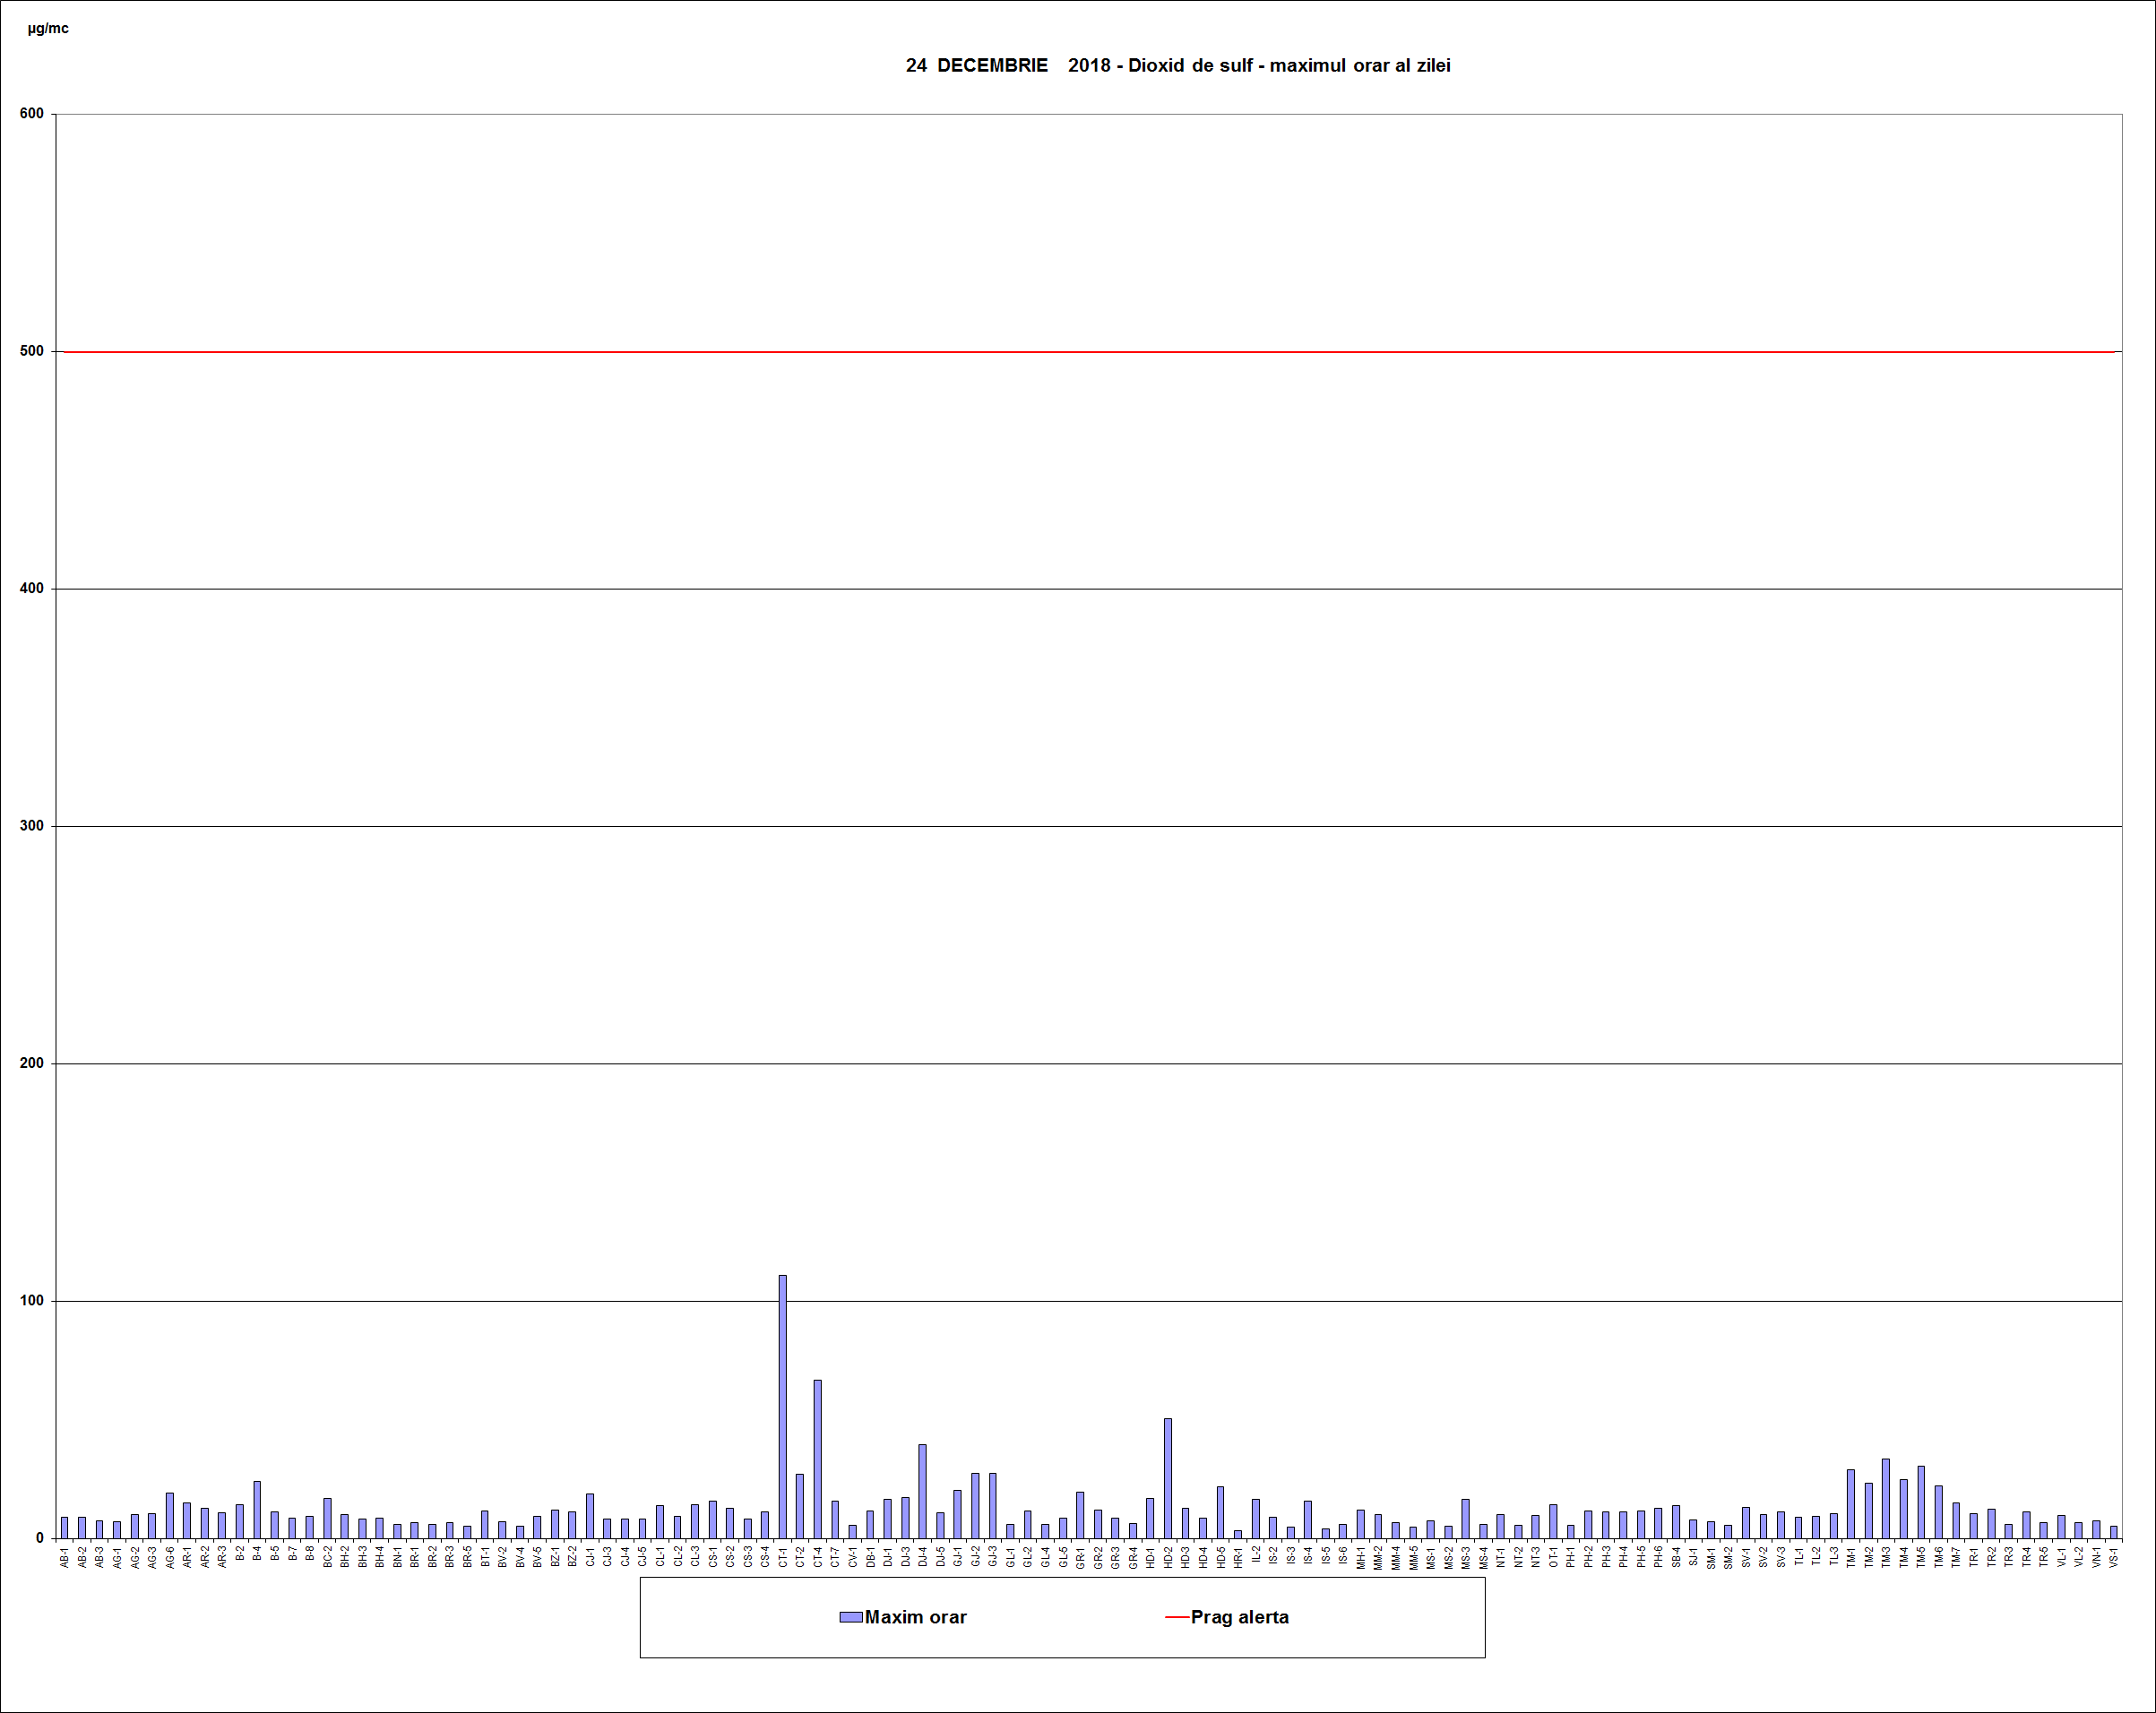 µg/mc
24 DECEMBRIE 2018 - Dioxid de sulf - maximul orar al zilei
600
500
400
300
200
100
0
AB-1 AB-2 AB-3 AG-1 AG-2 AG-3 AG-6 AR-1 AR-2 AR-3 B-2 B-4 B-5 B-7 B-8 BC-2 BH-2 BH-3 BH-4 BN-1 BR-1 BR-2 BR-3 BR-5 BT-1 BV-2 BV-4 BV-5 BZ-1 BZ-2 CJ-1 CJ-3 CJ-4 CJ-5 CL-1 CL-2 CL-3 CS-1 CS-2 CS-3 CS-4 CT-1 CT-2 CT-4 CT-7 CV-1 DB-1 DJ-1 DJ-3 DJ-4 DJ-5 GJ-1 GJ-2 GJ-3 GL-1 GL-2 GL-4 GL-5 GR-1 GR-2 GR-3 GR-4 HD-1 HD-2 HD-3 HD-4 HD-5 HR-1 IL-2 IS-2 IS-3 IS-4 IS-5 IS-6 MH-1 MM-2 MM-4 MM-5 MS-1 MS-2 MS-3 MS-4 NT-1 NT-2 NT-3 OT-1 PH-1 PH-2 PH-3 PH-4 PH-5 PH-6 SB-4 SJ-1 SM-1 SM-2 SV-1 SV-2 SV-3 TL-1 TL-2 TL-3 TM-1 TM-2 TM-3 TM-4 TM-5 TM-6 TM-7 TR-1 TR-2 TR-3 TR-4 TR-5 VL-1 VL-2 VN-1 VS-1
Maxim orar Prag alerta